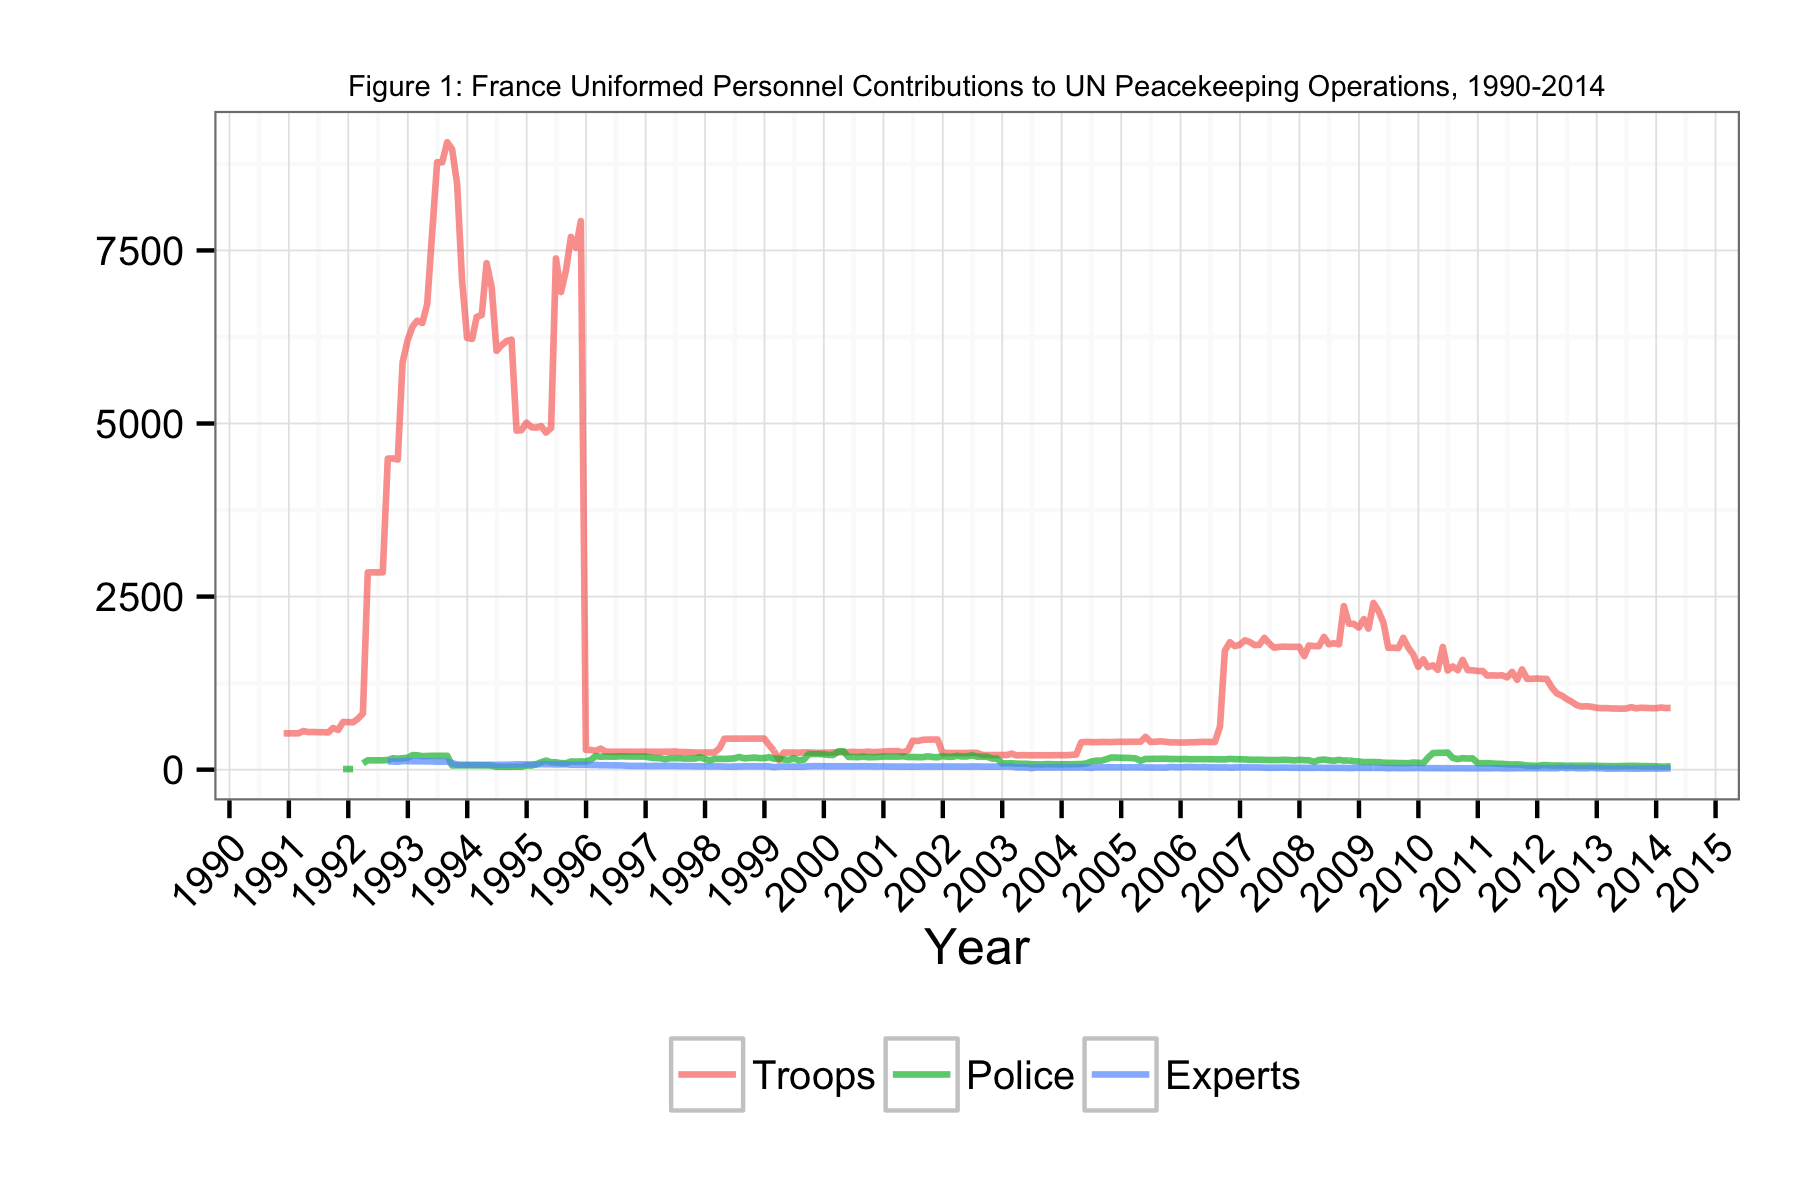 Figure 1: France Uniformed Personnel Contributions to UN Peacekeeping Operations, 1990-2014
7500
5000
2500
0
1990 1991 1992 1993 1994 1995 1996 1997 1998 1999 2000 2001 2002 2003 2004 2005 2006 2007 2008 2009 2010 2011 2012 2013 2014 2015
Year
Troops Police Experts